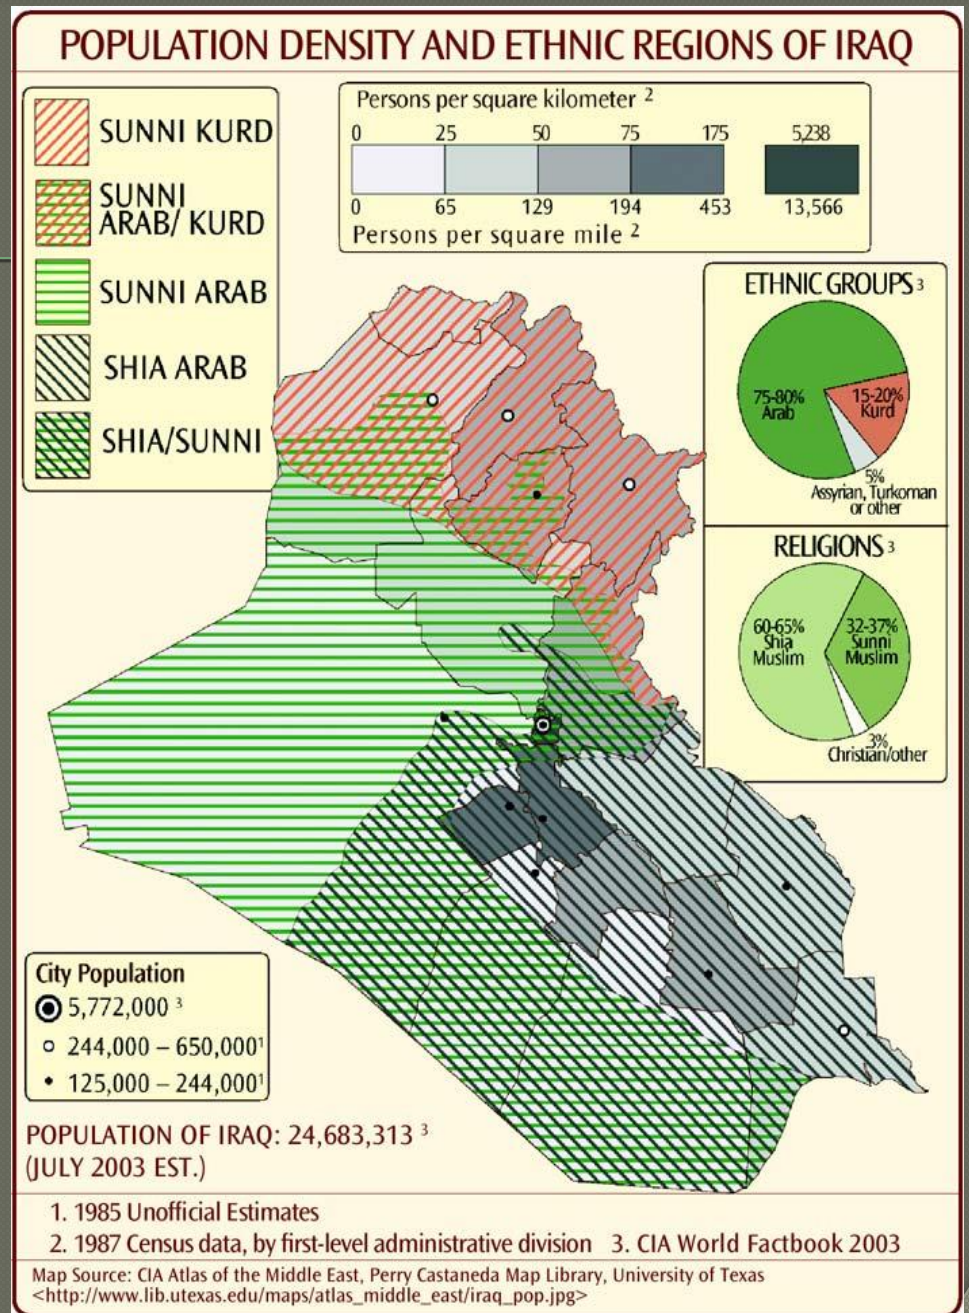 POPULATION DENSITY AND ETHNIC REGIONS OF IRAQ
SUNNI KURD
SUNNI
ARAB/ KURD
SUNNI ARAB
SHIA ARAB
SHIA/SUNNI
Persons per square kilometer 2
0 25 50 75 175 5,238
0 65 129 194 453 13,566
Persons per square mile 2
ETHNIC GROUPS 3
75-80%
Arab
15-20%
Kurd
5%
Assyrian, Turkoman
or other
RELIGIONS 3
60-65%
Shia
Muslim
32-37%
Sunni
Muslim
3%
Christian/other
City Population
5,772,000 3
244,000 – 650,000 1
125,000 – 244,000 1
POPULATION OF IRAQ: 24,683,313 3
(JULY 2003 EST.)
1. 1985 Unofficial Estimates
2. 1987 Census data, by first-level administrative division 3. CIA World Factbook 2003
Map Source: CIA Atlas of the Middle East, Perry Castaneda Map Library, University of Texas
<http://www.lib.utexas.edu/maps/atlas_middle_east/iraq_pop.jpg>